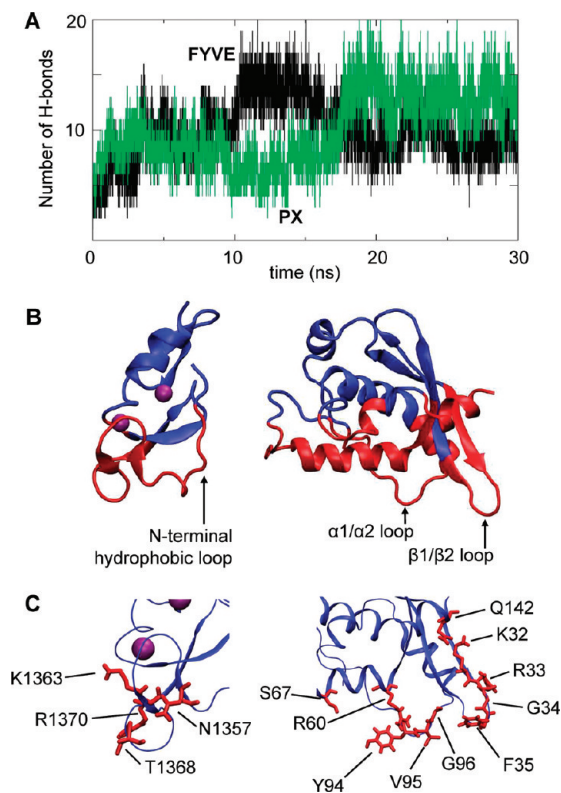 A
Number of H-bonds
20
10
FYVE
PX
0
10
20
30
time (ns)
B
N-terminal
hydrophobic loop
α1/α2 loop
β1/β2 loop
C
K1363
R1370
N1357
T1368
Q142
K32
R33
S67
G34
R60
Y94
V95
G96
F35